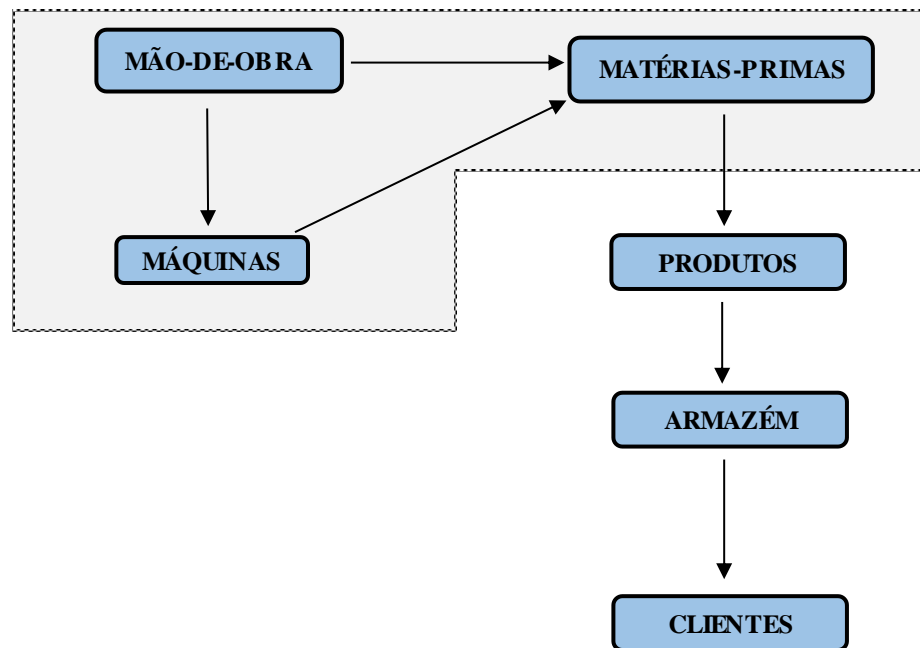 MÃO-DE-OBRA
MATÉRIAS-PRIMAS
MÁQUINAS
PRODUTOS
ARMAZÉM
CLIENTES